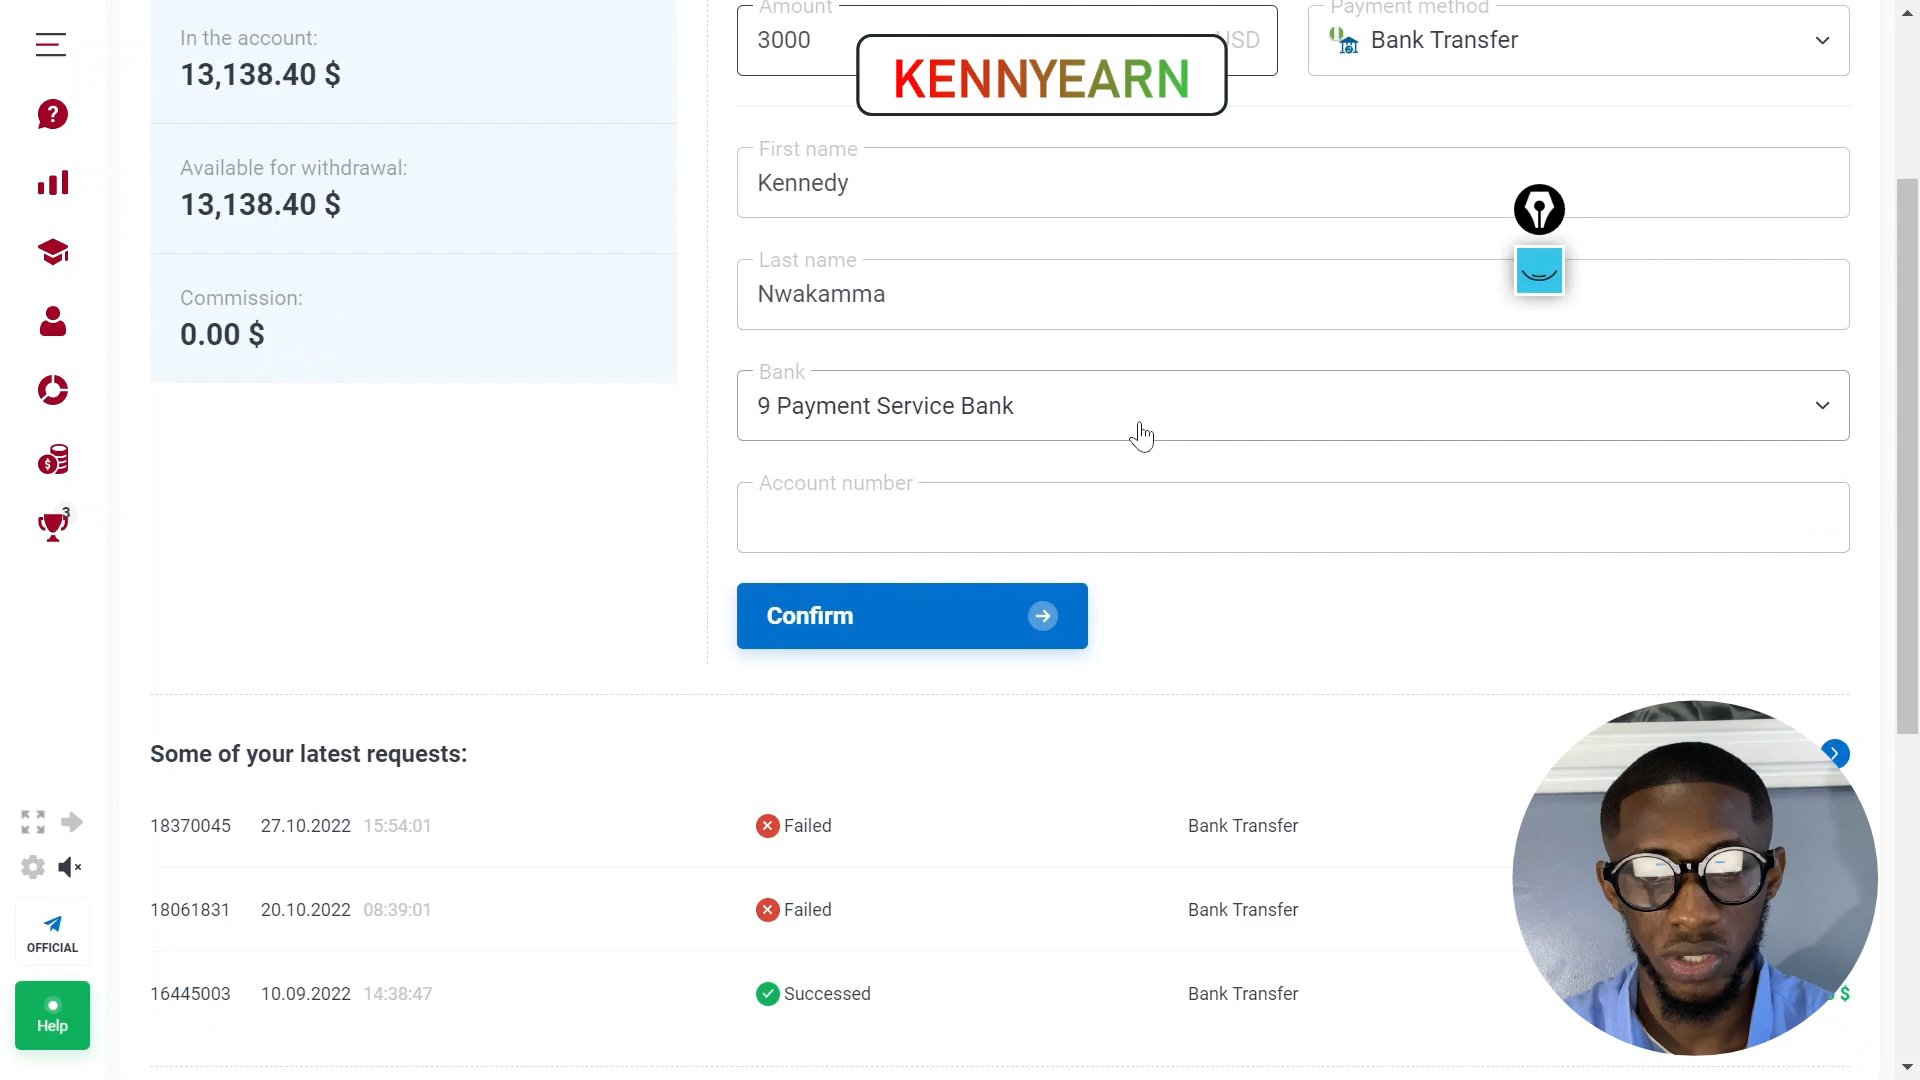 In the account:
13,138.40 $
Available for withdrawal:
13,138.40 $
Commission:
0.00 $
Amount
3000
USD
Payment method
Bank Transfer
KENNYEARN
First name
Kennedy
Last name
Nwakamma
Bank
9 Payment Service Bank
Account number
Confirm
3
OFFICIAL
Help
Some of your latest requests:
18370045 27.10.2022 15:54:01 Failed Bank Transfer
18061831 20.10.2022 08:39:01 Failed Bank Transfer
16445003 10.09.2022 14:38:47 Successed Bank Transfer $